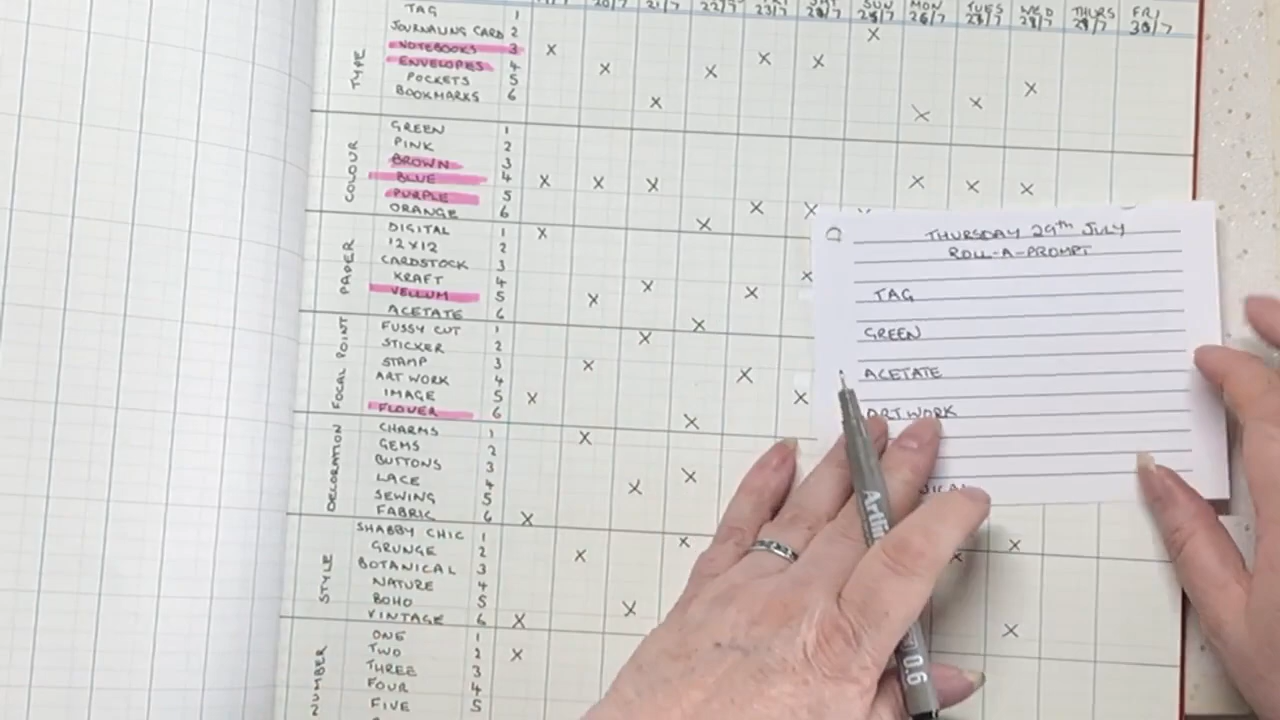 20/7 21/7 22/7 23/7 SUN 25/7 MON 26/7 TUES WED THURS FRI 30/7
TYPE
TAG 1
JOURNALING CARD 2
NOTEBOOKS 3
ENVELOPES 4
POCKETS 5
BOOKMARKS 6
COLOUR
GREEN 1
PINK 2
BROWN 3
BLUE 4
PURPLE 5
ORANGE 6
PAPER
DIGITAL 1
12X12 2
CARDSTOCK 3
KRAFT 4
VELLUM 5
ACETATE 6
FOCAL POINT
FUSSY CUT 1
STICKER 2
STAMP 3
ART WORK 4
IMAGE 5
FLOWER 6
DECORATION
CHARMS 1
GEMS 2
BUTTONS 3
LACE 4
SEWING 5
FABRIC 6
STYLE
SHABBY CHIC 1
GRUNGE 2
BOTANICAL 3
NATURE 4
BOHO 5
VINTAGE 6
NUMBER
ONE 1
TWO 2
THREE 3
FOUR 4
FIVE 5
THURSDAY 29th JULY
ROLL-A-PROMPT
TAG
GREEN
ACETATE
ART WORK
Artli
0.6